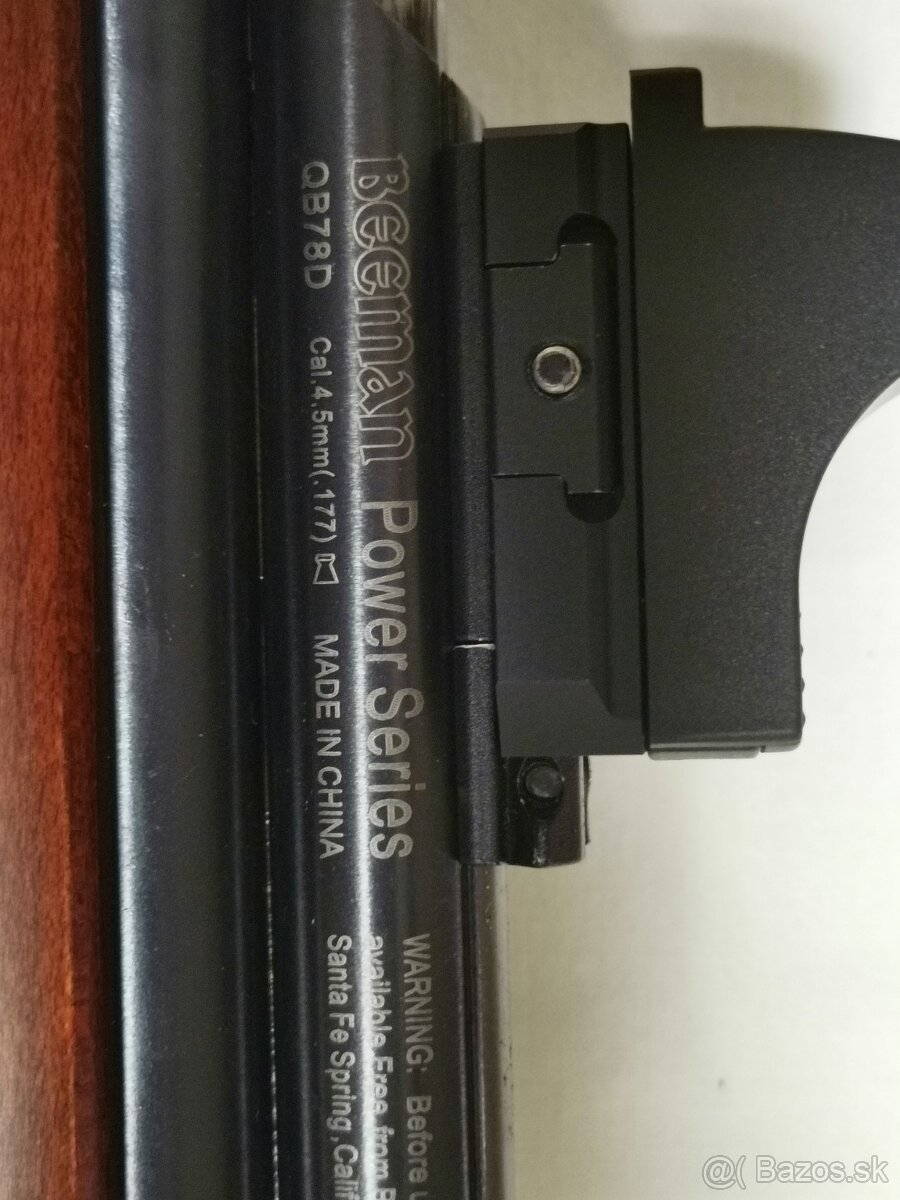 Beeman Power Series
QB78D Cal.4.5mm(.177) MADE IN CHINA
WARNING: Before
available Free from
Santa Fe Spring,Calif
@( Bazos.sk